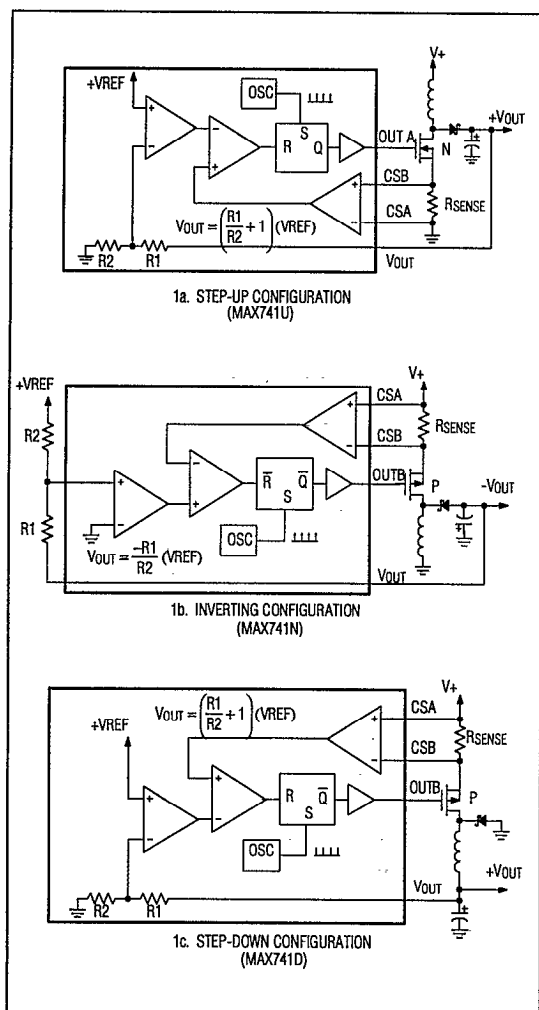 V+
+VREF
OSC
+VOUT
OUT A
S
R
Q
N
CSB
RSENSE
CSA
VOUT = (R1/R2 + 1) (VREF)
R2
R1
VOUT
1a. STEP-UP CONFIGURATION
(MAX741U)
+VREF
V+
CSA
R2
RSENSE
CSB
OUTB
R̅
Q̅
P
-VOUT
S
R1
OSC
VOUT = -R1/R2 (VREF)
VOUT
1b. INVERTING CONFIGURATION
(MAX741N)
V+
VOUT = (R1/R2 + 1) (VREF)
CSA
+VREF
RSENSE
CSB
OUTB
R
Q̅
P
S
OSC
+VOUT
VOUT
R2
R1
1c. STEP-DOWN CONFIGURATION
(MAX741D)